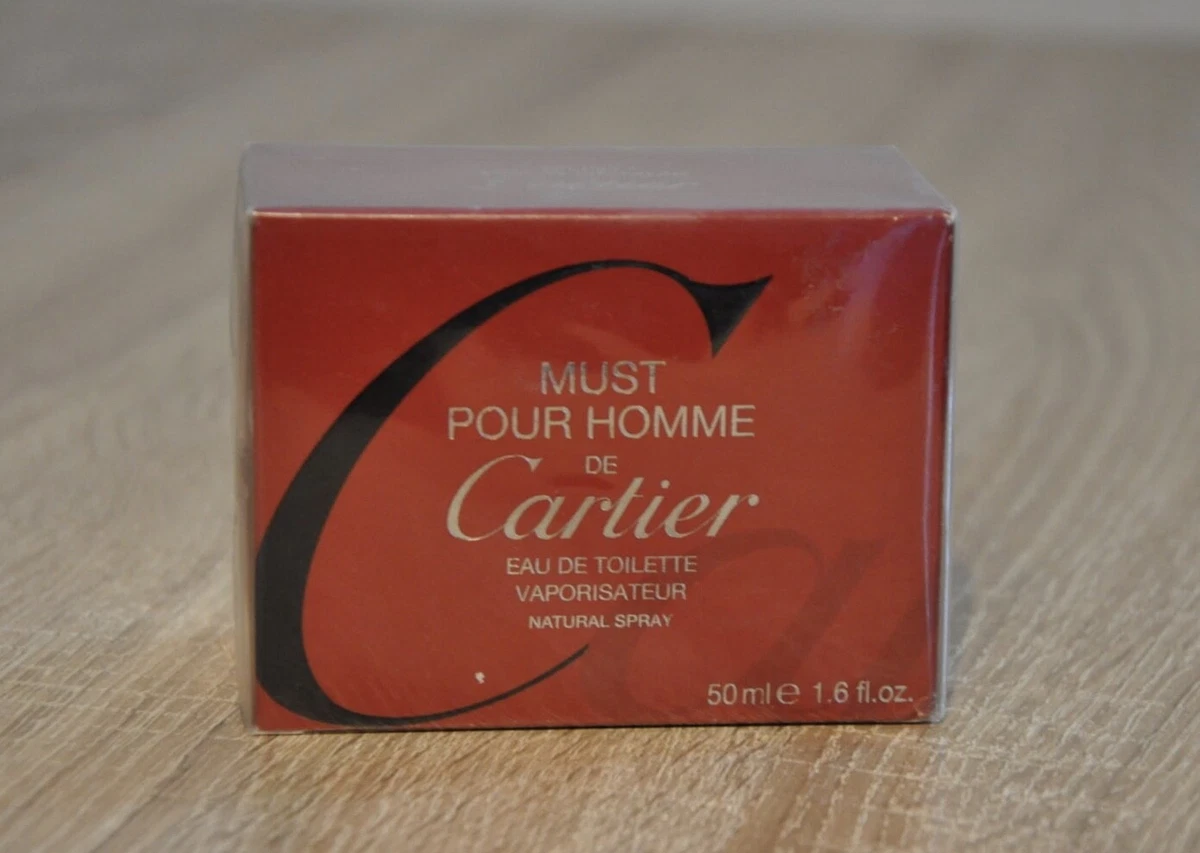 MUST
POUR HOMME
DE
Cartier
EAU DE TOILETTE
VAPORISATEUR
NATURAL SPRAY
50 ml e 1.6 fl.oz.